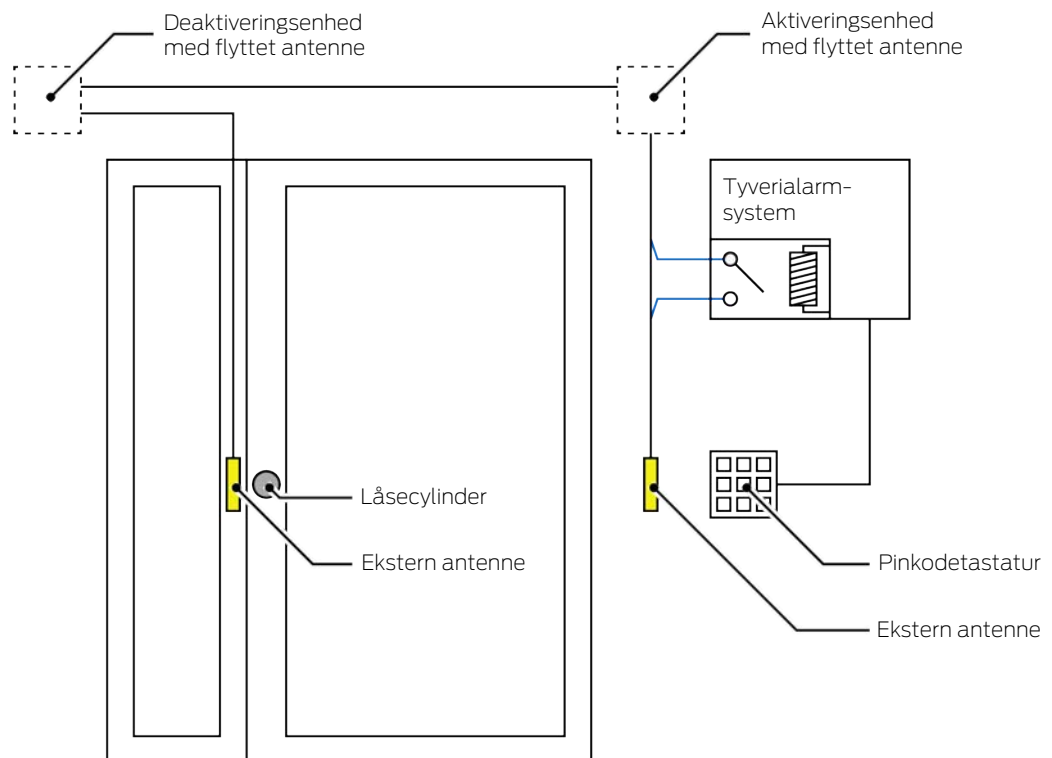 Deaktiveringsenhed
med flyttet antenne
Aktiveringsenhed
med flyttet antenne
Tyverialarm-
system
Låsecylinder
Ekstern antenne
Pinkodetastatur
Ekstern antenne